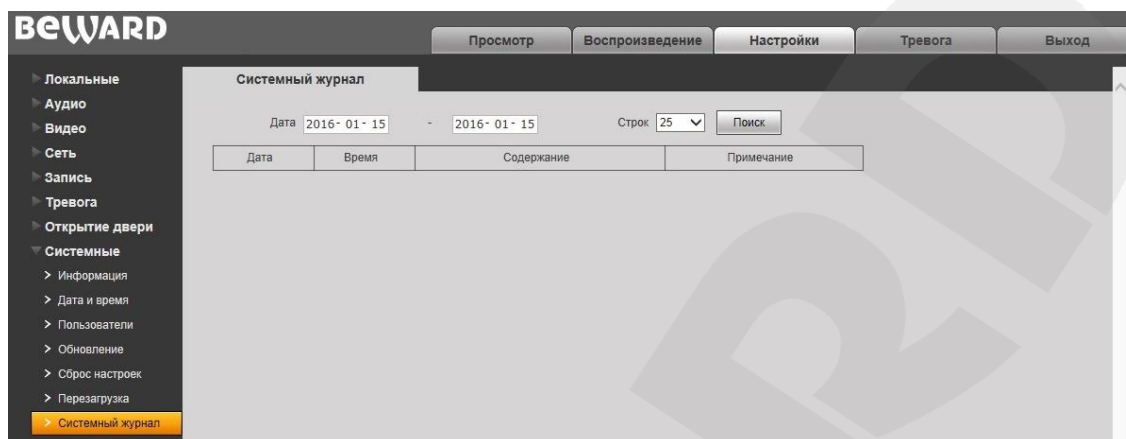 BEWARD
Просмотр
Воспроизведение
Настройки
Тревога
Выход
Локальные
Аудио
Видео
Сеть
Запись
Тревога
Открытие двери
Системные
Информация
Дата и время
Пользователи
Обновление
Сброс настроек
Перезагрузка
Системный журнал
Системный журнал
Дата 2016- 01- 15 - 2016- 01- 15 Строк 25 Поиск
Дата Время Содержание Примечание